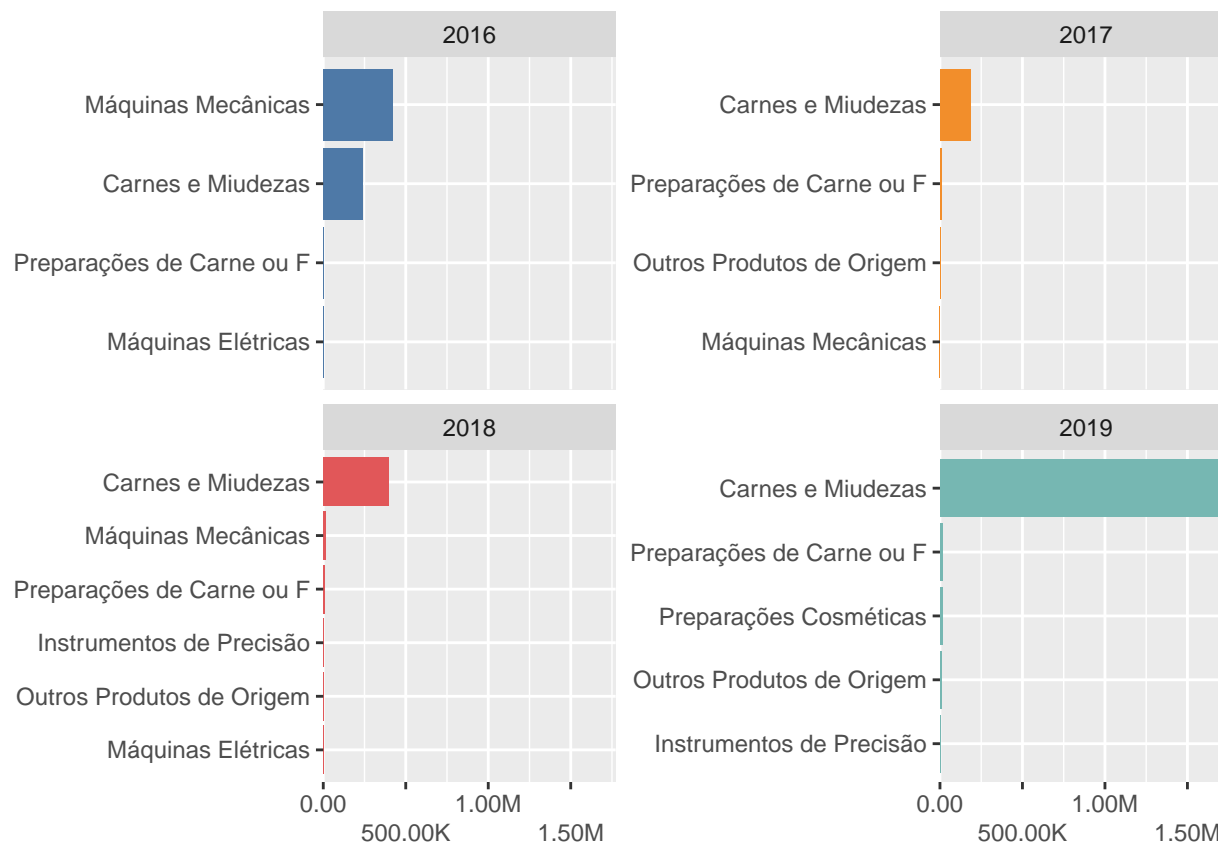 2016
Máquinas Mecânicas
Carnes e Miudezas
Preparações de Carne ou F
Máquinas Elétricas
2017
Carnes e Miudezas
Preparações de Carne ou F
Outros Produtos de Origem
Máquinas Mecânicas
2018
Carnes e Miudezas
Máquinas Mecânicas
Preparações de Carne ou F
Instrumentos de Precisão
Outros Produtos de Origem
Máquinas Elétricas
0.00 1.00M
500.00K 1.50M
2019
Carnes e Miudezas
Preparações de Carne ou F
Preparações Cosméticas
Outros Produtos de Origem
Instrumentos de Precisão
0.00 1.00M
500.00K 1.50M